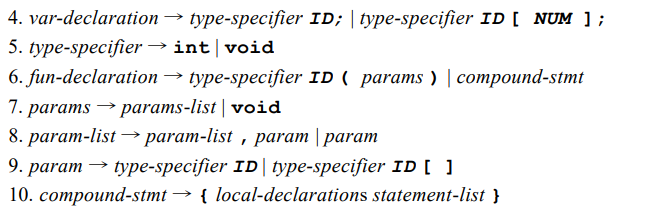 4. var-declaration → type-specifier ID; | type-specifier ID [ NUM ];
5. type-specifier → int | void
6. fun-declaration → type-specifier ID ( params ) | compound-stmt
7. params → params-list | void
8. param-list → param-list , param | param
9. param → type-specifier ID | type-specifier ID [ ]
10. compound-stmt → { local-declarations statement-list }